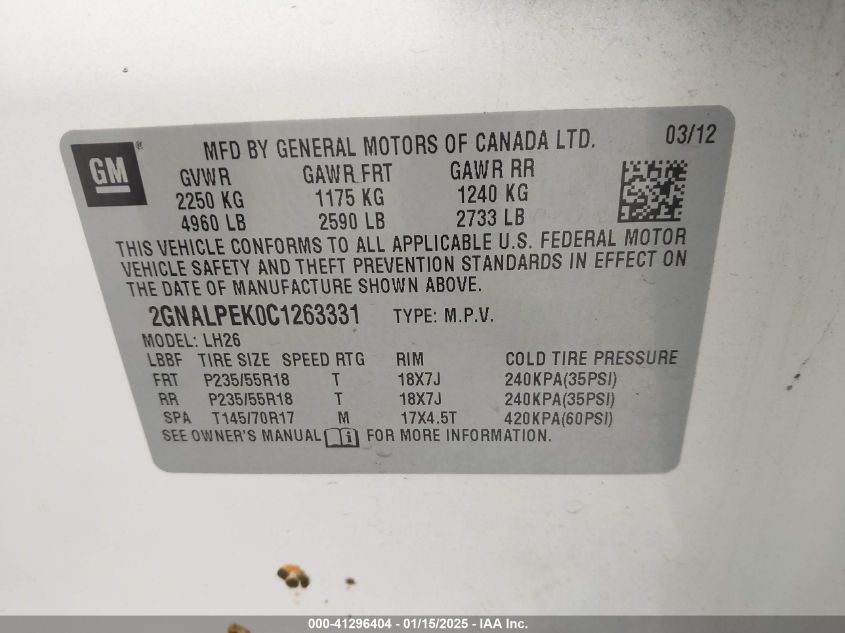 GM®
MFD BY GENERAL MOTORS OF CANADA LTD.
03/12
GVWR GAWR FRT GAWR RR
2250 KG 1175 KG 1240 KG
4960 LB 2590 LB 2733 LB
THIS VEHICLE CONFORMS TO ALL APPLICABLE U.S. FEDERAL MOTOR
VEHICLE SAFETY AND THEFT PREVENTION STANDARDS IN EFFECT ON
THE DATE OF MANUFACTURE SHOWN ABOVE.
2GNALPEK0C1263331 TYPE: M.P.V.
MODEL: LH26
LBBF TIRE SIZE SPEED RTG RIM COLD TIRE PRESSURE
FRT P235/55R18 T 18X7J 240KPA(35PSI)
RR P235/55R18 T 18X7J 240KPA(35PSI)
SPA T145/70R17 M 17X4.5T 420KPA(60PSI)
SEE OWNER'S MANUAL i FOR MORE INFORMATION.
000-41296404 - 01/15/2025 - IAA Inc.